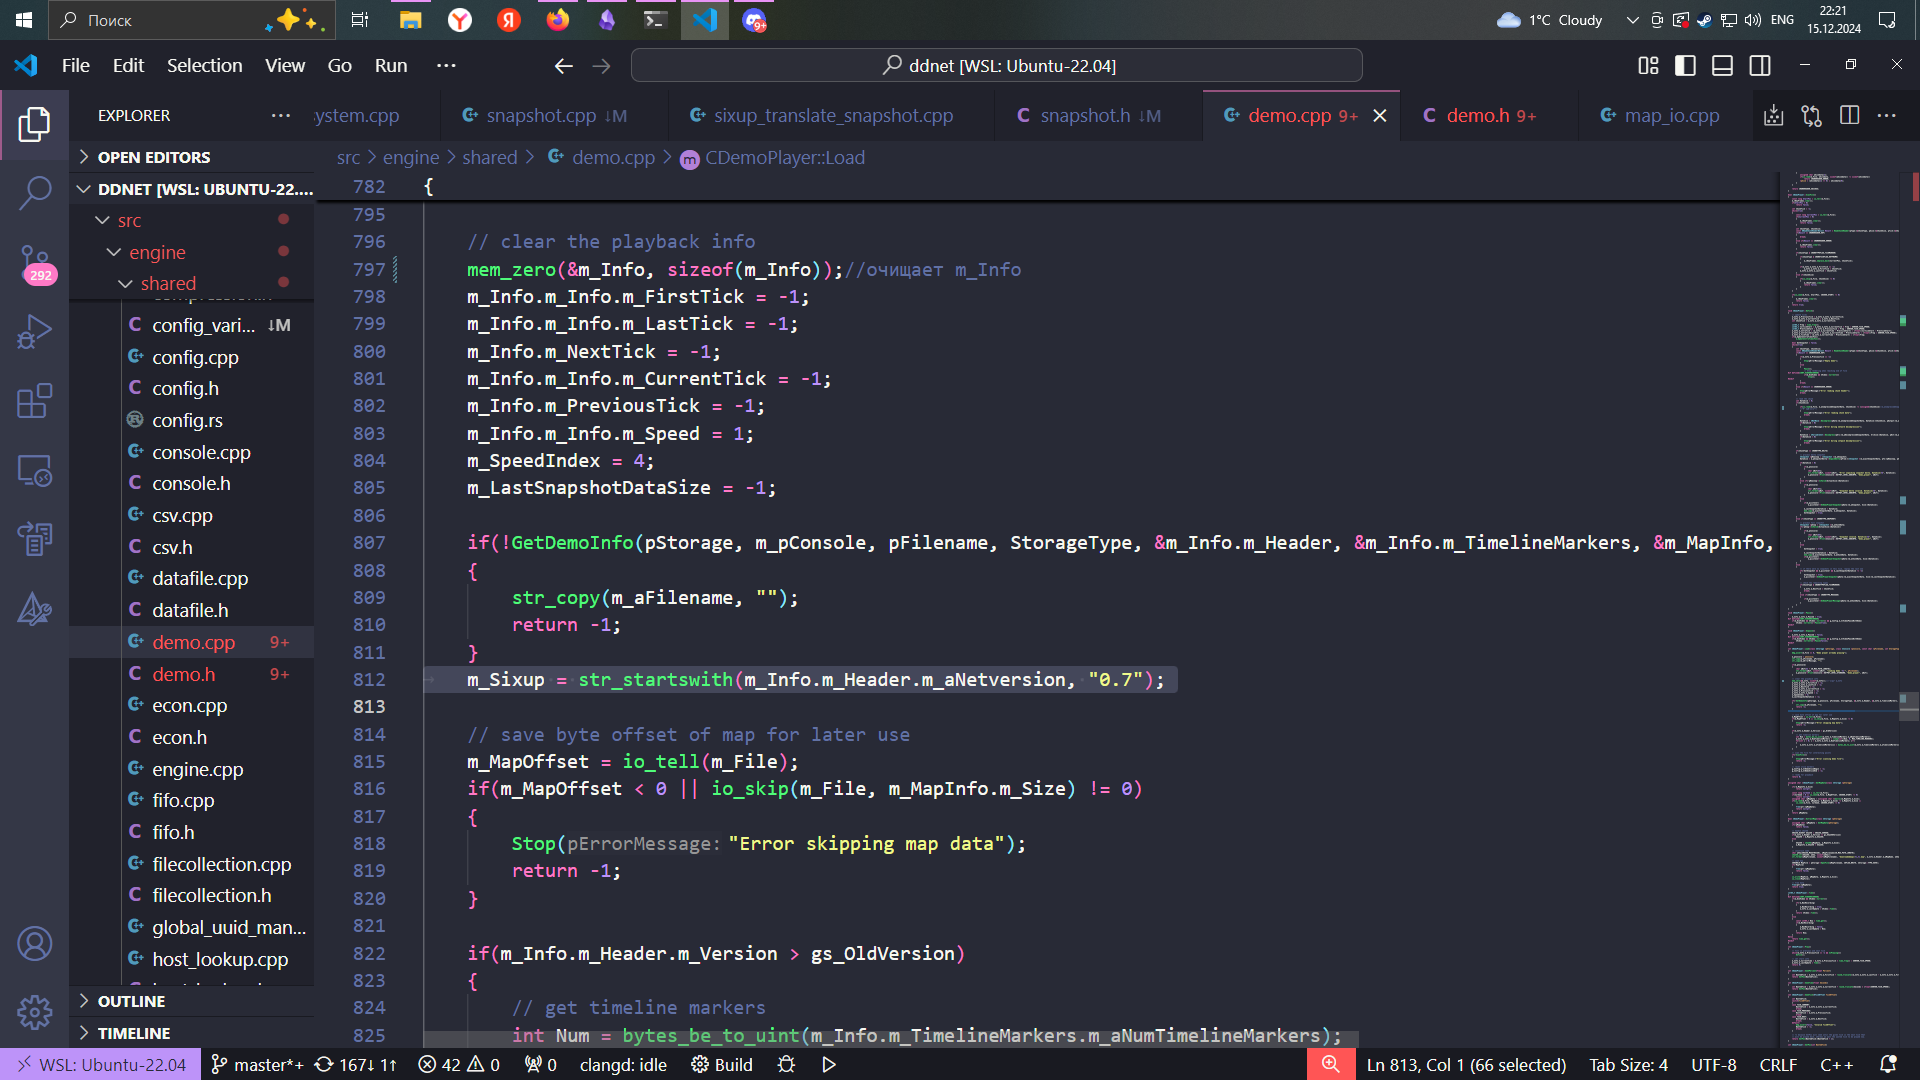 Поиск
9+
1°C Cloudy
ENG
22:21
15.12.2024
File Edit Selection View Go Run ···
ddnet [WSL: Ubuntu-22.04]
EXPLORER ···
ystem.cpp
snapshot.cpp ↓M
sixup_translate_snapshot.cpp
C snapshot.h ↓M
demo.cpp 9+
C demo.h 9+
map_io.cpp
OPEN EDITORS
src > engine > shared > demo.cpp > CDemoPlayer::Load
DDNET [WSL: UBUNTU-22....
src
engine
shared
C config_vari... ↓M
config.cpp
C config.h
config.rs
console.cpp
C console.h
csv.cpp
C csv.h
datafile.cpp
C datafile.h
demo.cpp 9+
C demo.h 9+
econ.cpp
C econ.h
engine.cpp
fifo.cpp
C fifo.h
filecollection.cpp
C filecollection.h
global_uuid_man...
host_lookup.cpp
OUTLINE
TIMELINE
292
782 {
795
796 // clear the playback info
797 mem_zero(&m_Info, sizeof(m_Info));//очищает m_Info
798 m_Info.m_Info.m_FirstTick = -1;
799 m_Info.m_Info.m_LastTick = -1;
800 m_Info.m_NextTick = -1;
801 m_Info.m_Info.m_CurrentTick = -1;
802 m_Info.m_PreviousTick = -1;
803 m_Info.m_Info.m_Speed = 1;
804 m_SpeedIndex = 4;
805 m_LastSnapshotDataSize = -1;
806
807 if(!GetDemoInfo(pStorage, m_pConsole, pFilename, StorageType, &m_Info.m_Header, &m_Info.m_TimelineMarkers, &m_MapInfo,
808 {
809 str_copy(m_aFilename, "");
810 return -1;
811 }
812 m_Sixup = str_startswith(m_Info.m_Header.m_aNetversion, "0.7");
813
814 // save byte offset of map for later use
815 m_MapOffset = io_tell(m_File);
816 if(m_MapOffset < 0 || io_skip(m_File, m_MapInfo.m_Size) != 0)
817 {
818 Stop(pErrorMessage: "Error skipping map data");
819 return -1;
820 }
821
822 if(m_Info.m_Header.m_Version > gs_OldVersion)
823 {
824 // get timeline markers
825 int Num = bytes_be_to_uint(m_Info.m_TimelineMarkers.m_aNumTimelineMarkers);
WSL: Ubuntu-22.04 master*+ 167↓ 1↑ 42 0 0 clangd: idle Build Ln 813, Col 1 (66 selected) Tab Size: 4 UTF-8 CRLF C++